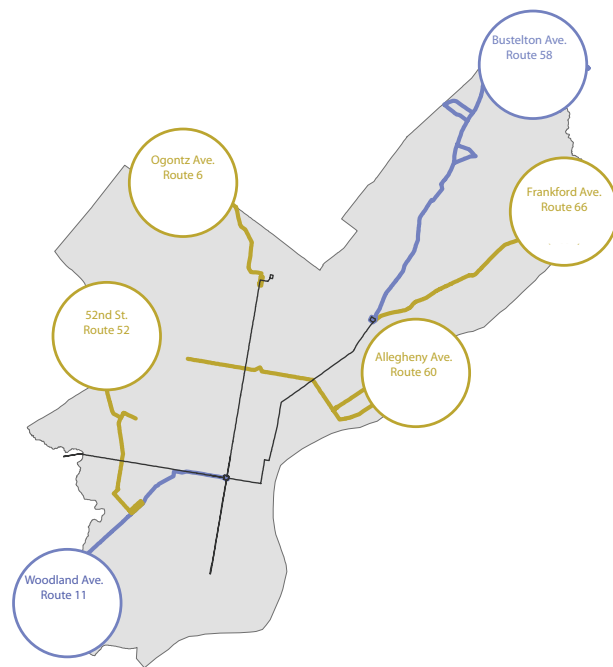 Bustelton Ave.
Route 58
Ogontz Ave.
Route 6
Frankford Ave.
Route 66
52nd St.
Route 52
Allegheny Ave.
Route 60
Woodland Ave.
Route 11